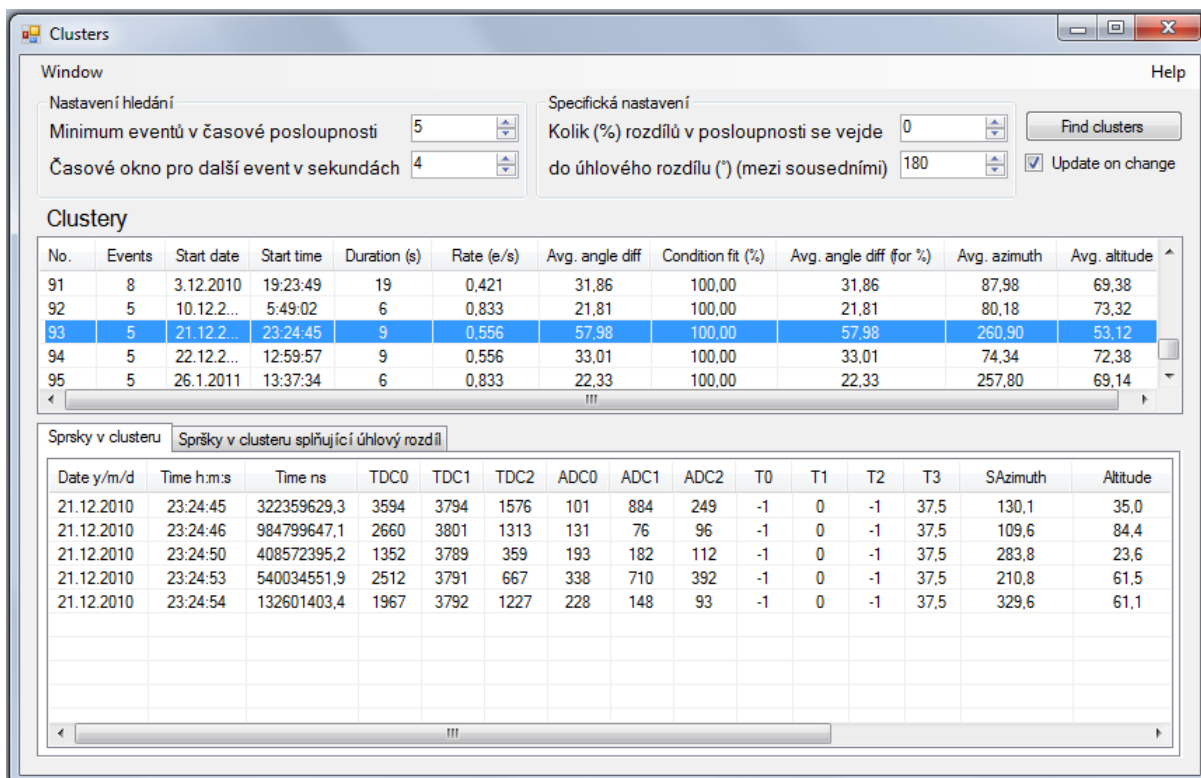 Clusters
Window Help
Nastavení hledání
Minimum eventů v časové posloupnosti 5
Časové okno pro další event v sekundách 4
Specifická nastavení
Kolik (%) rozdílů v posloupnosti se vejde 0
do úhlového rozdílu (°) (mezi sousedními) 180
Find clusters
Update on change
Clustery
No. Events Start date Start time Duration (s) Rate (e/s) Avg. angle diff Condition fit (%) Avg. angle diff (for %) Avg. azimuth Avg. altitude
91 8 3.12.2010 19:23:49 19 0,421 31,86 100,00 31,86 87,98 69,38
92 5 10.12.2... 5:49:02 6 0,833 21,81 100,00 21,81 80,18 73,32
93 5 21.12.2... 23:24:45 9 0,556 57,98 100,00 57,98 260,90 53,12
94 5 22.12.2... 12:59:57 9 0,556 33,01 100,00 33,01 74,34 72,38
95 5 26.1.2011 13:37:34 6 0,833 22,33 100,00 22,33 257,80 69,14
Sprsky v clusteru Spršky v clusteru splňující úhlový rozdíl
Date y/m/d Time h:m:s Time ns TDC0 TDC1 TDC2 ADC0 ADC1 ADC2 T0 T1 T2 T3 SAzimuth Altitude
21.12.2010 23:24:45 322359629,3 3594 3794 1576 101 884 249 -1 0 -1 37,5 130,1 35,0
21.12.2010 23:24:46 984799647,1 2660 3801 1313 131 76 96 -1 0 -1 37,5 109,6 84,4
21.12.2010 23:24:50 408572395,2 1352 3789 359 193 182 112 -1 0 -1 37,5 283,8 23,6
21.12.2010 23:24:53 540034551,9 2512 3791 667 338 710 392 -1 0 -1 37,5 210,8 61,5
21.12.2010 23:24:54 132601403,4 1967 3792 1227 228 148 93 -1 0 -1 37,5 329,6 61,1